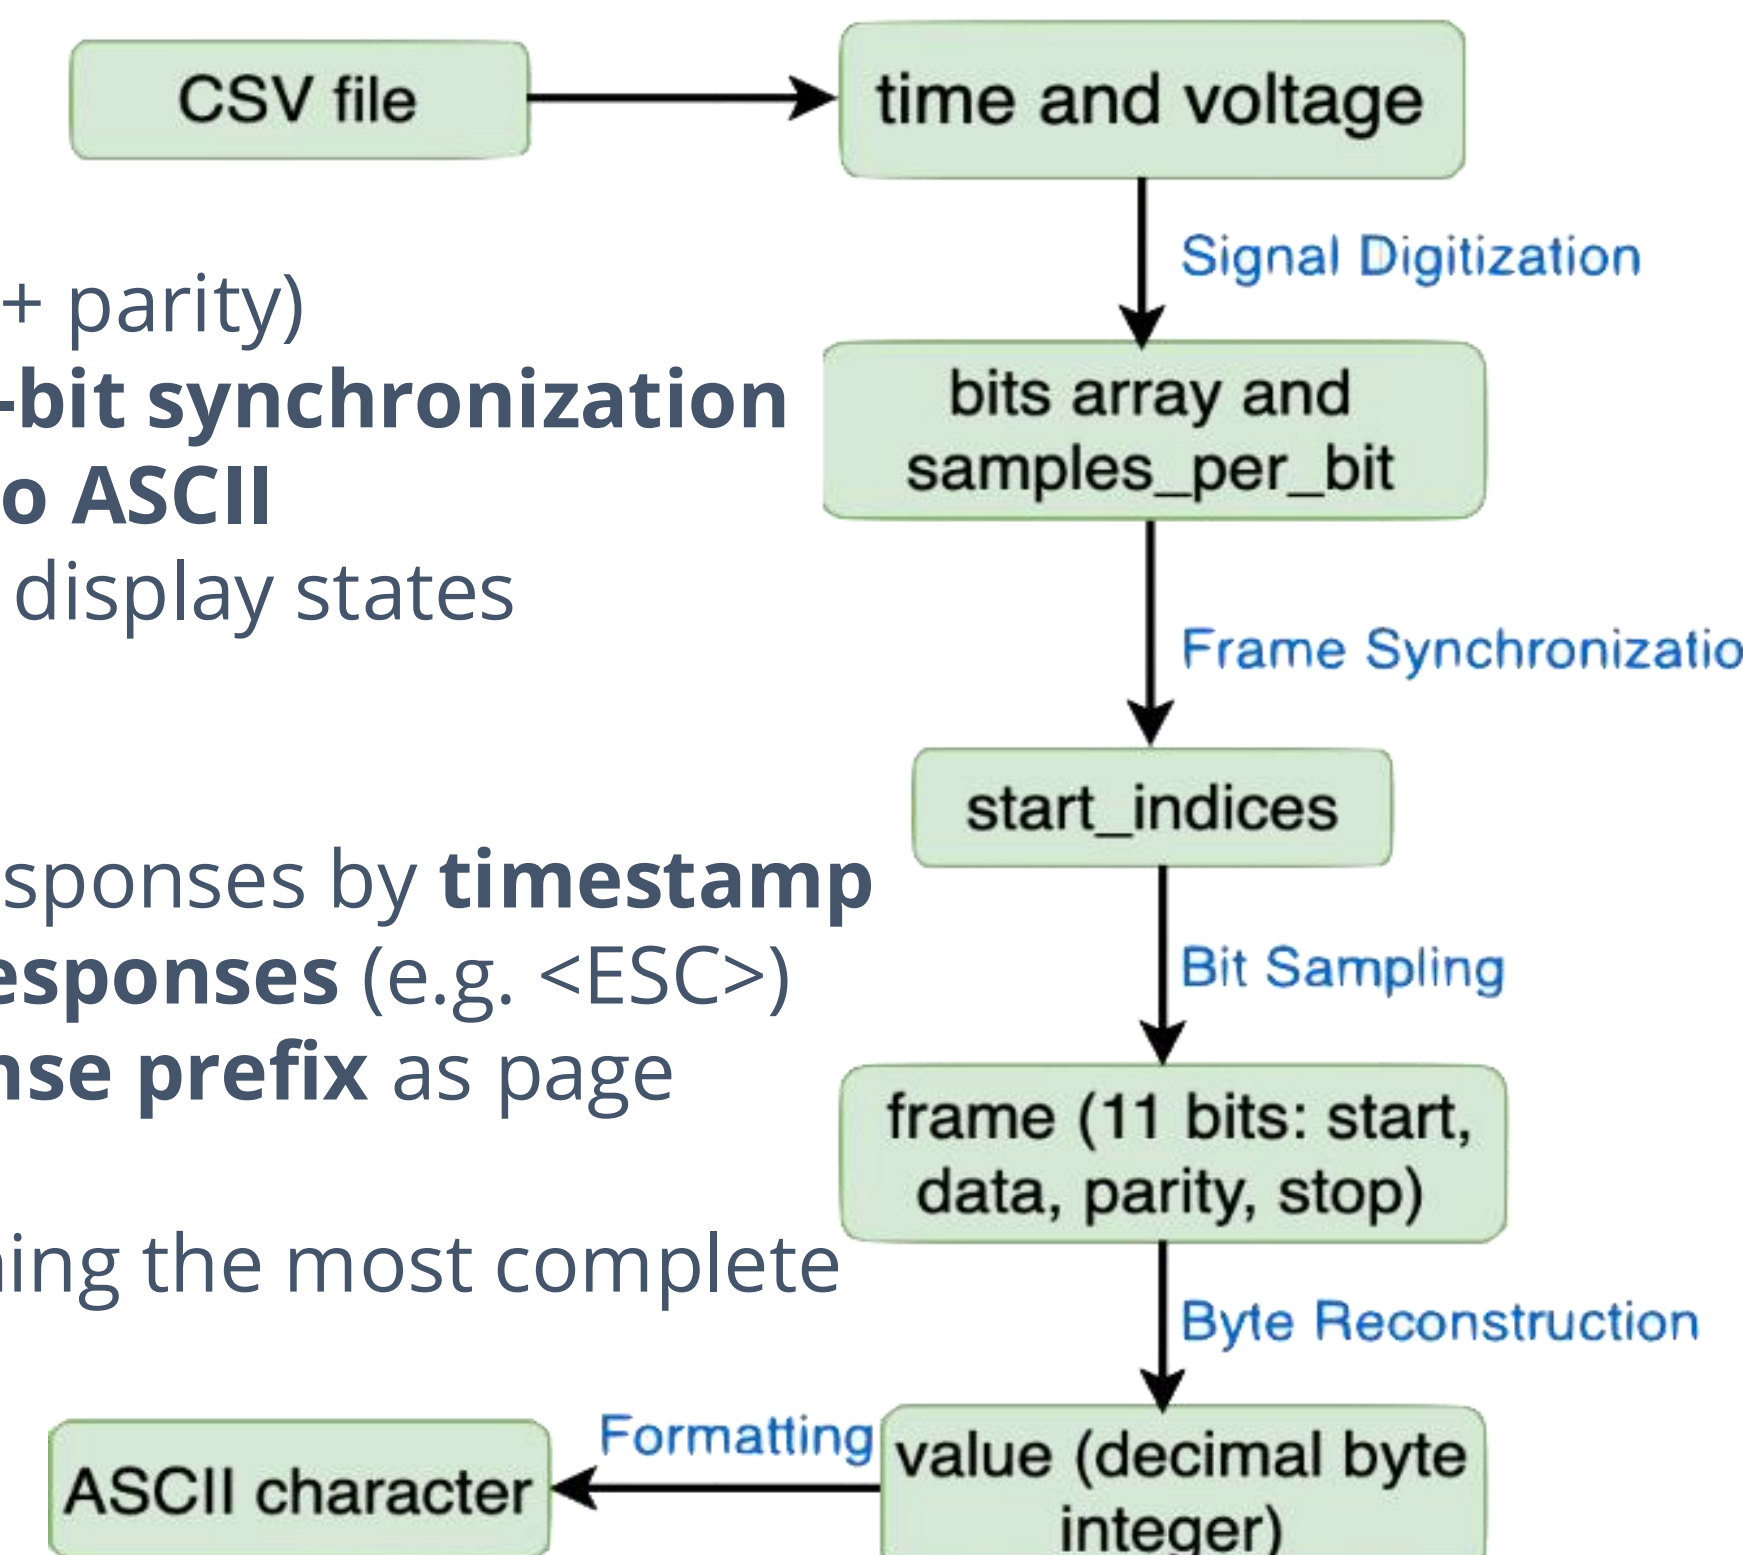 CSV file
time and voltage
Signal Digitization
+ parity)
-bit synchronization
o ASCII
display states
bits array and
samples_per_bit
Frame Synchronizatio
start_indices
sponses by timestamp
esponses (e.g. <ESC>)
nse prefix as page
ning the most complete
Bit Sampling
frame (11 bits: start,
data, parity, stop)
Byte Reconstruction
value (decimal byte
integer)
Formatting
ASCII character